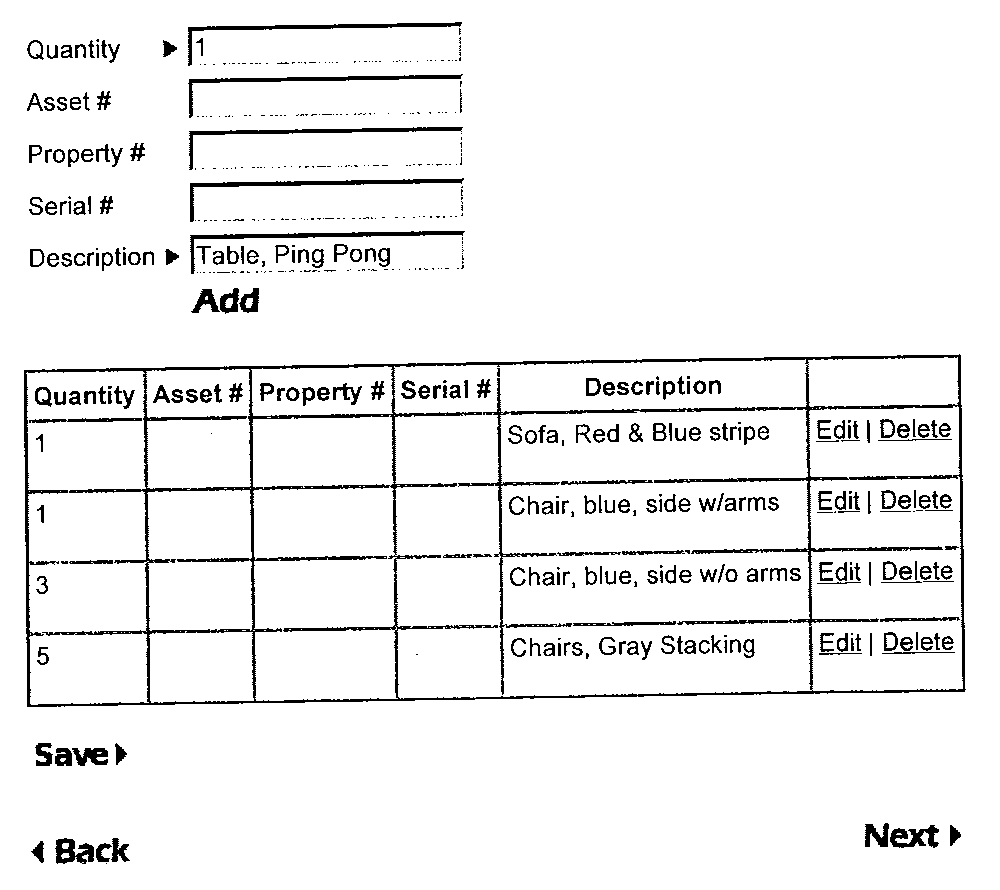 Quantity ▶ 1
Asset #
Property #
Serial #
Description ▶ Table, Ping Pong
Add
Quantity Asset # Property # Serial # Description
1 Sofa, Red & Blue stripe Edit | Delete
1 Chair, blue, side w/arms Edit | Delete
3 Chair, blue, side w/o arms Edit | Delete
5 Chairs, Gray Stacking Edit | Delete
Save ▶
◀ Back Next ▶